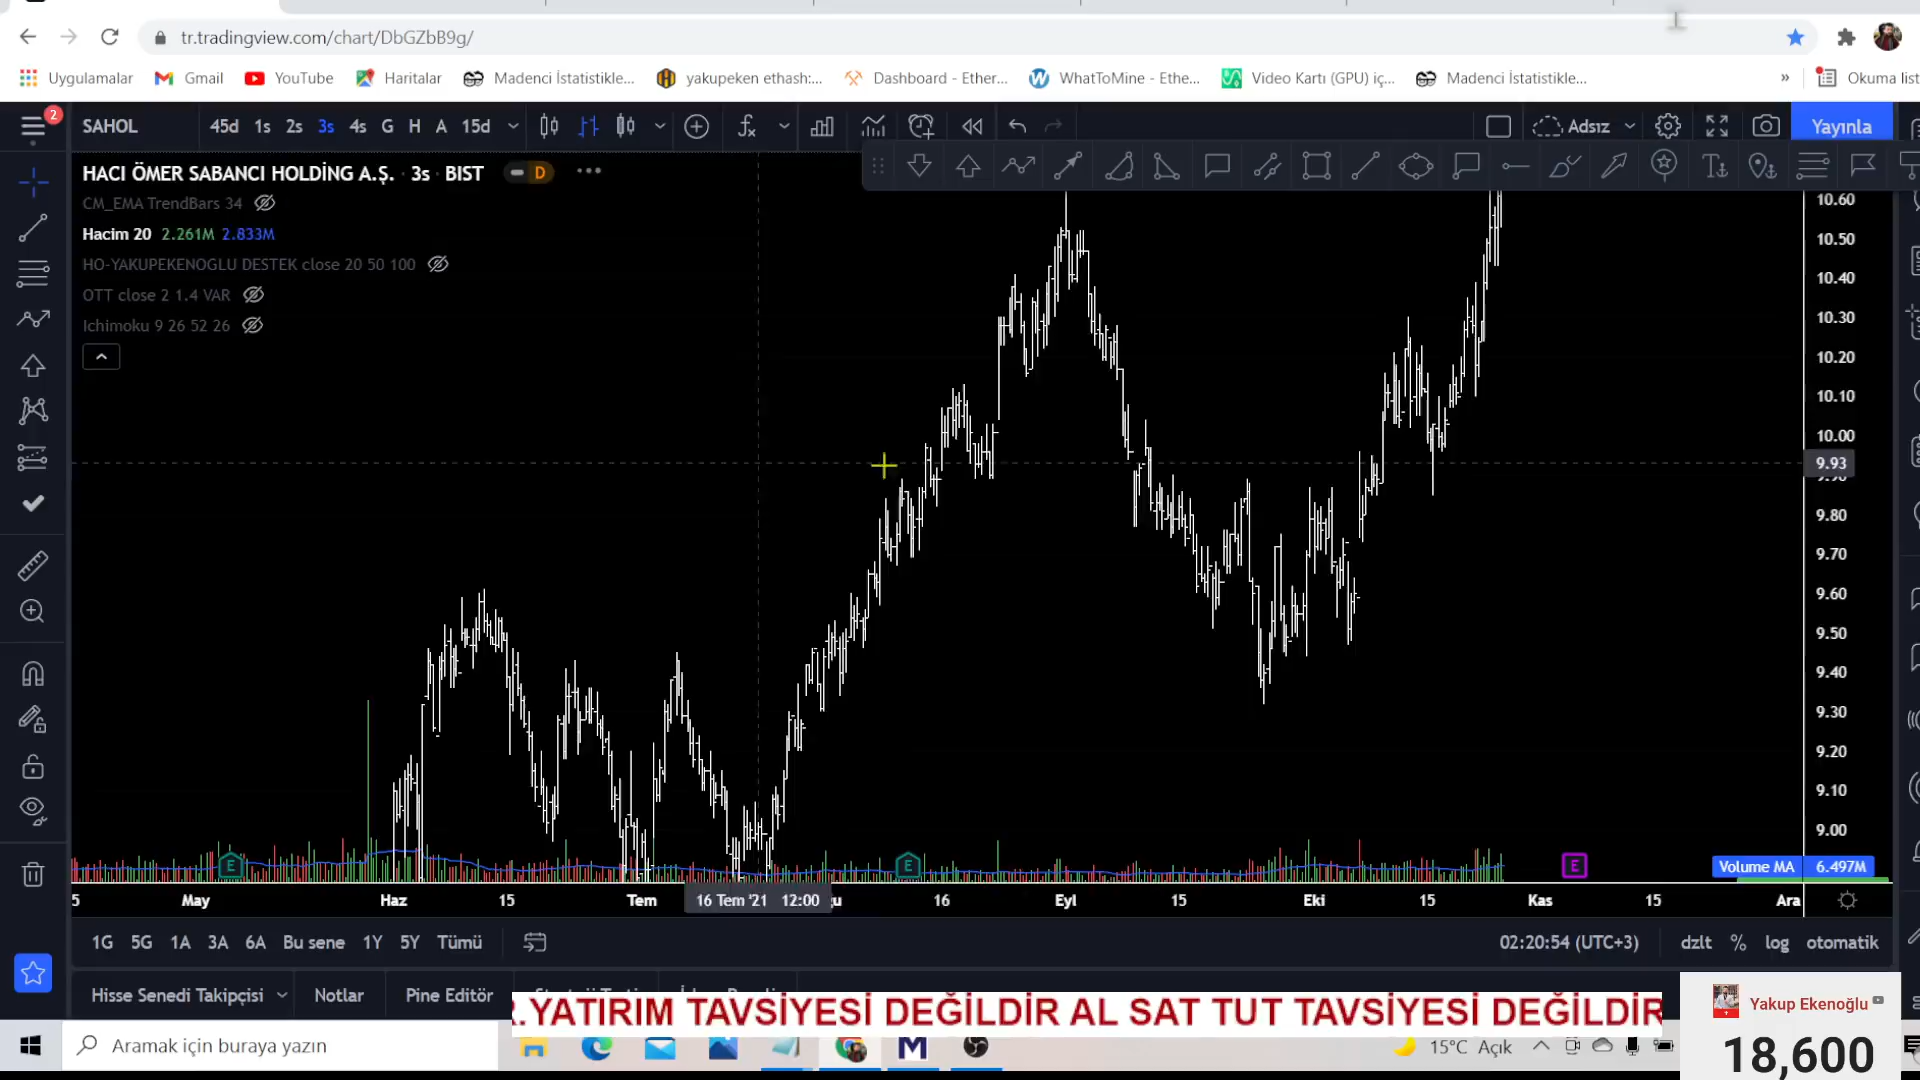 tr.tradingview.com/chart/DbGZbB9g/
Uygulamalar Gmail YouTube Haritalar Madenci İstatistikle... yakupeken ethash:... Dashboard - Ether... WhatToMine - Ethe... Video Kartı (GPU) iç... Madenci İstatistikle... » Okuma list
2
SAHOL 45d 1s 2s 3s 4s G H A 15d Adsız Yayınla
HACI ÖMER SABANCI HOLDİNG A.Ş. · 3s · BIST D
CM_EMA TrendBars 34
Hacim 20 2.261M 2.833M
HO-YAKUPEKENOGLU DESTEK close 20 50 100
OTT close 2 1.4 VAR
Ichimoku 9 26 52 26
10.60
10.50
10.40
10.30
10.20
10.10
10.00
9.93
9.80
9.70
9.60
9.50
9.40
9.30
9.20
9.10
9.00
E E E
Volume MA 6.497M
5 May Haz 15 Tem 16 Tem '21 12:00 16 Eyl 15 Eki 15 Kas 15 Ara
1G 5G 1A 3A 6A Bu sene 1Y 5Y Tümü 02:20:54 (UTC+3) dzlt % log otomatik
Hisse Senedi Takipçisi Notlar Pine Editör
YATIRIM TAVSİYESİ DEĞİLDİR AL SAT TUT TAVSİYESİ DEĞİLDİR
Yakup Ekenoğlu
18,600
Aramak için buraya yazın
15°C Açık